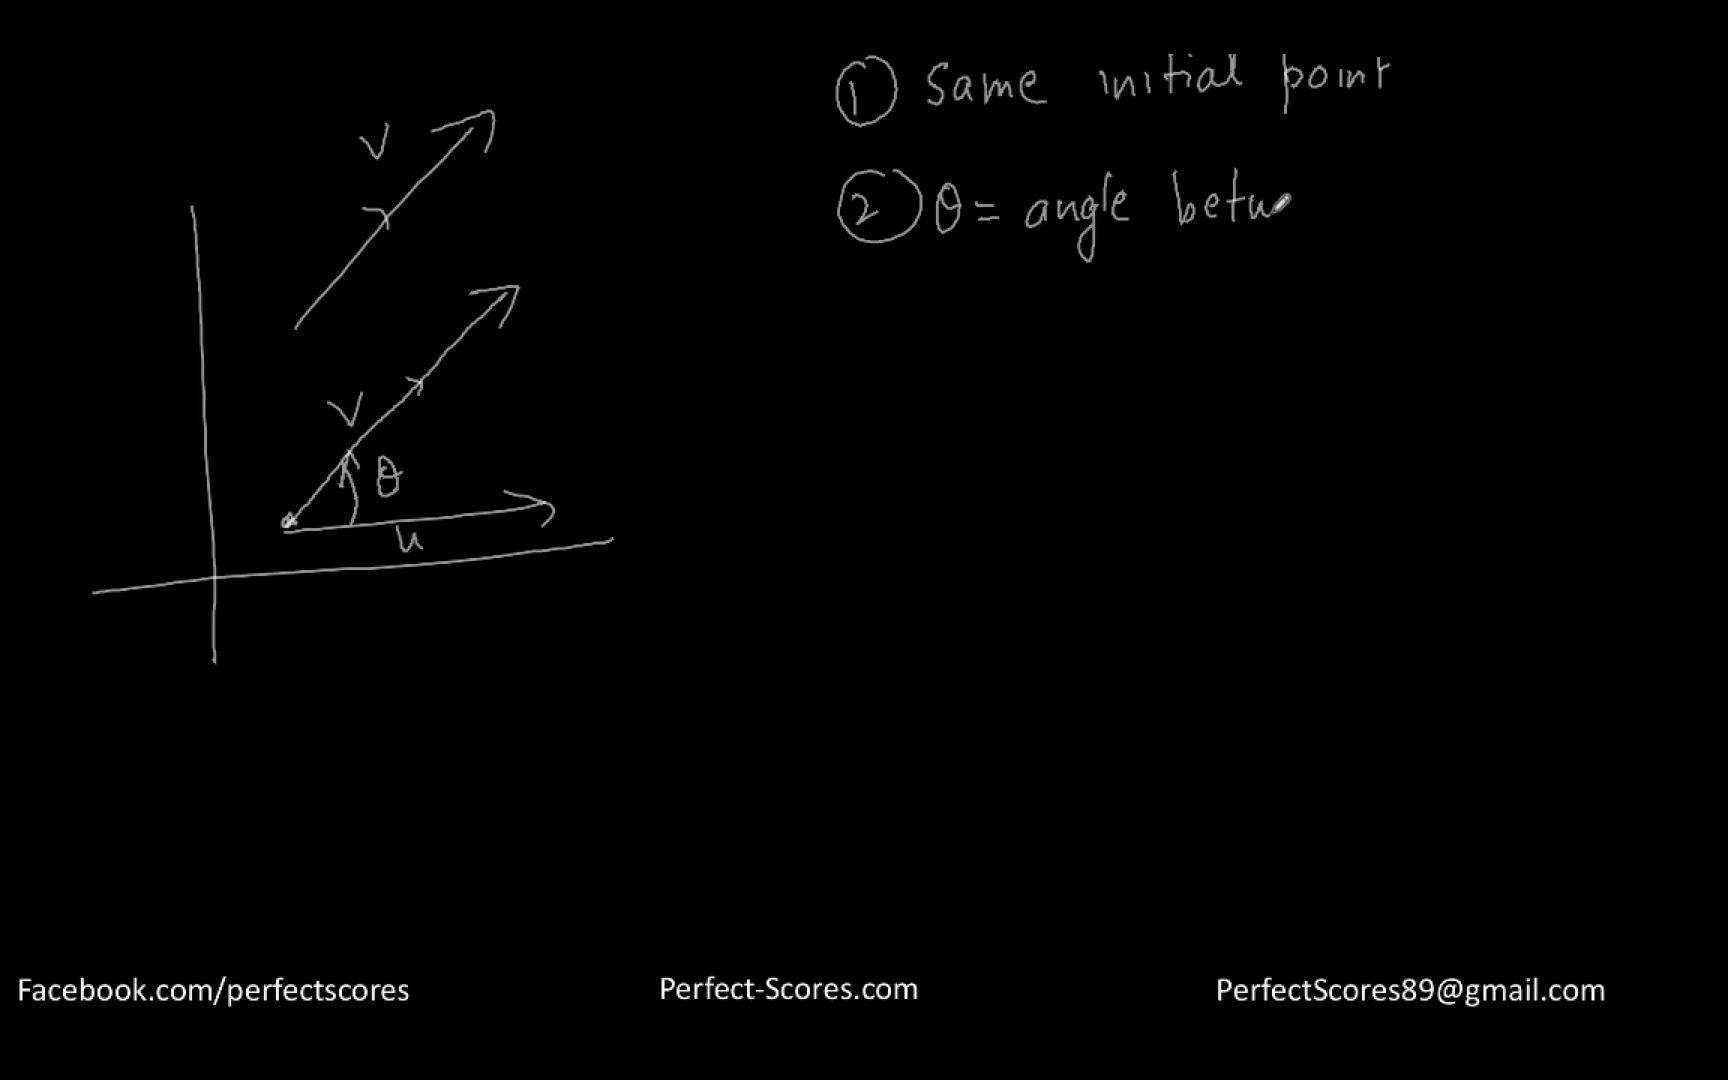 ① Same initial point
② θ = angle betw
V
V
θ
u
Facebook.com/perfectscores
Perfect-Scores.com
PerfectScores89@gmail.com